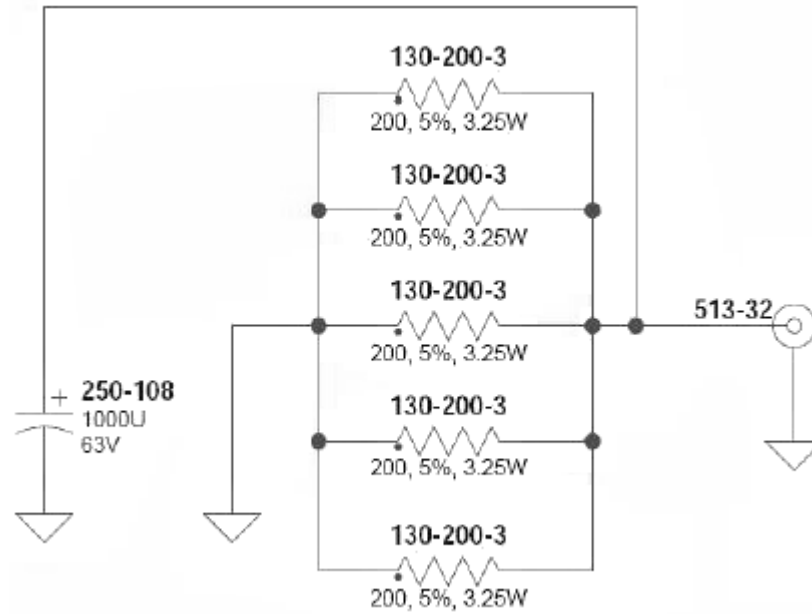 130-200-3
200, 5%, 3.25W
130-200-3
200, 5%, 3.25W
130-200-3
200, 5%, 3.25W
513-32
130-200-3
200, 5%, 3.25W
130-200-3
200, 5%, 3.25W
+ 250-108
1000U
63V